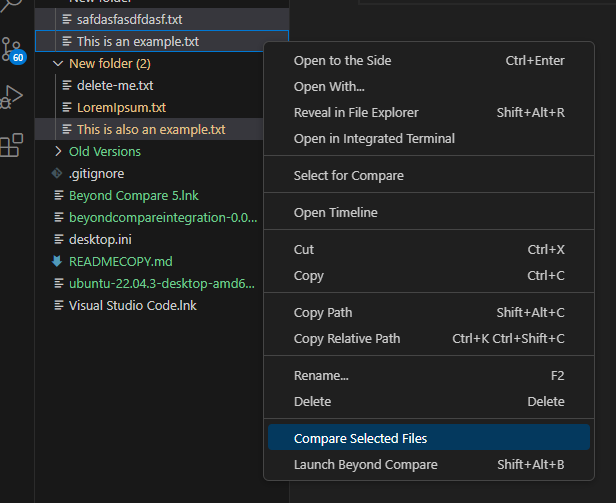 safdasfasdfdasf.txt
This is an example.txt
New folder (2)
delete-me.txt
LoremIpsum.txt
This is also an example.txt
Old Versions
.gitignore
Beyond Compare 5.lnk
beyondcompareintegration-0.0...
desktop.ini
READMECOPY.md
ubuntu-22.04.3-desktop-amd6...
Visual Studio Code.lnk
60
Open to the Side Ctrl+Enter
Open With...
Reveal in File Explorer Shift+Alt+R
Open in Integrated Terminal
Select for Compare
Open Timeline
Cut Ctrl+X
Copy Ctrl+C
Copy Path Shift+Alt+C
Copy Relative Path Ctrl+K Ctrl+Shift+C
Rename... F2
Delete Delete
Compare Selected Files
Launch Beyond Compare Shift+Alt+B